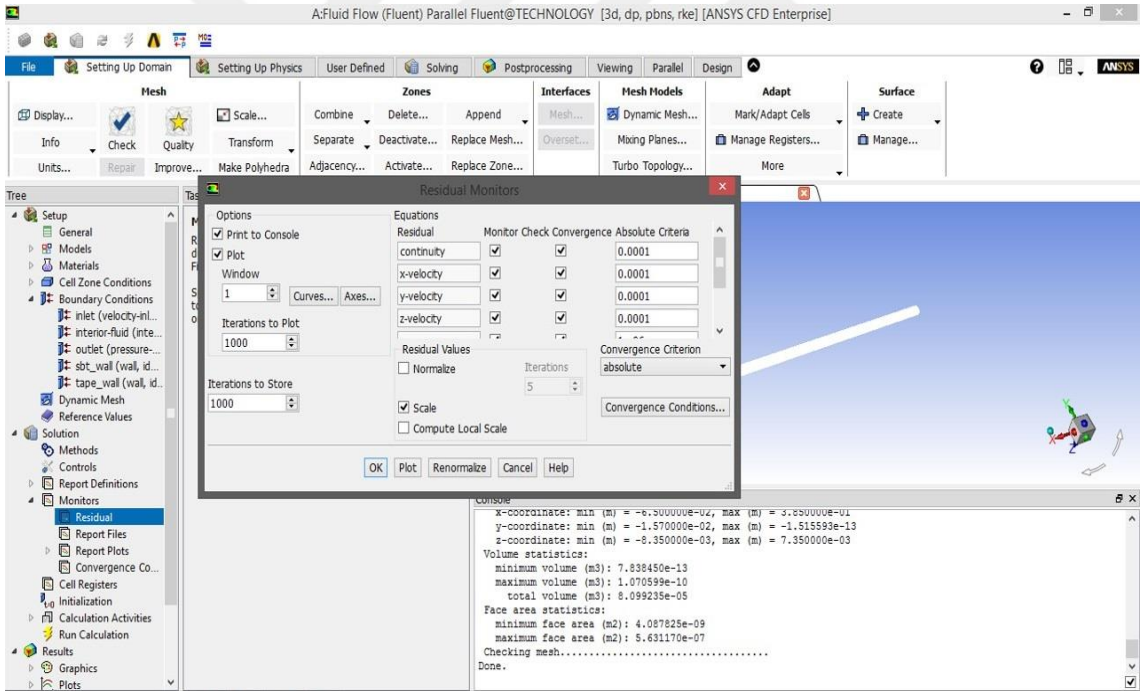 A:Fluid Flow (Fluent) Parallel Fluent@TECHNOLOGY [3d, dp, pbns, rke] [ANSYS CFD Enterprise]
File Setting Up Domain Setting Up Physics User Defined Solving Postprocessing Viewing Parallel Design ANSYS
Mesh Zones Interfaces Mesh Models Adapt Surface
Display... Scale... Combine Delete... Append Mesh... Dynamic Mesh... Mark/Adapt Cells Create
Info Check Quality Transform Separate Deactivate... Replace Mesh... Overset... Mixing Planes... Manage Registers... Manage...
Units... Repair Improve... Make Polyhedra Adjacency... Activate... Replace Zone... Turbo Topology... More
Tree
Setup
General
Models
Materials
Cell Zone Conditions
Boundary Conditions
inlet (velocity-inl...
interior-fluid (inte...
outlet (pressure-...
sbt_wall (wall, id...
tape_wall (wall, id..
Dynamic Mesh
Reference Values
Solution
Methods
Controls
Report Definitions
Monitors
Residual
Report Files
Report Plots
Convergence Co...
Cell Registers
Initialization
Calculation Activities
Run Calculation
Results
Graphics
Plots
Tas
Residual Monitors
Options
Print to Console
Plot
Window
1 Curves... Axes...
Iterations to Plot
1000
Iterations to Store
1000
Equations
Residual Monitor Check Convergence Absolute Criteria
continuity 0.0001
x-velocity 0.0001
y-velocity 0.0001
z-velocity 0.0001
Residual Values
Normalize
Iterations
5
Scale
Compute Local Scale
Convergence Criterion
absolute
Convergence Conditions...
OK Plot Renormalize Cancel Help
Y
Z
Console
x-coordinate: min (m) = -6.500000e-02, max (m) = 3.850000e-01
y-coordinate: min (m) = -1.570000e-02, max (m) = -1.515593e-13
z-coordinate: min (m) = -8.350000e-03, max (m) = 7.350000e-03
Volume statistics:
minimum volume (m3): 7.838450e-13
maximum volume (m3): 1.070599e-10
total volume (m3): 8.099235e-05
Face area statistics:
minimum face area (m2): 4.087825e-09
maximum face area (m2): 5.631170e-07
Checking mesh...................................
Done.